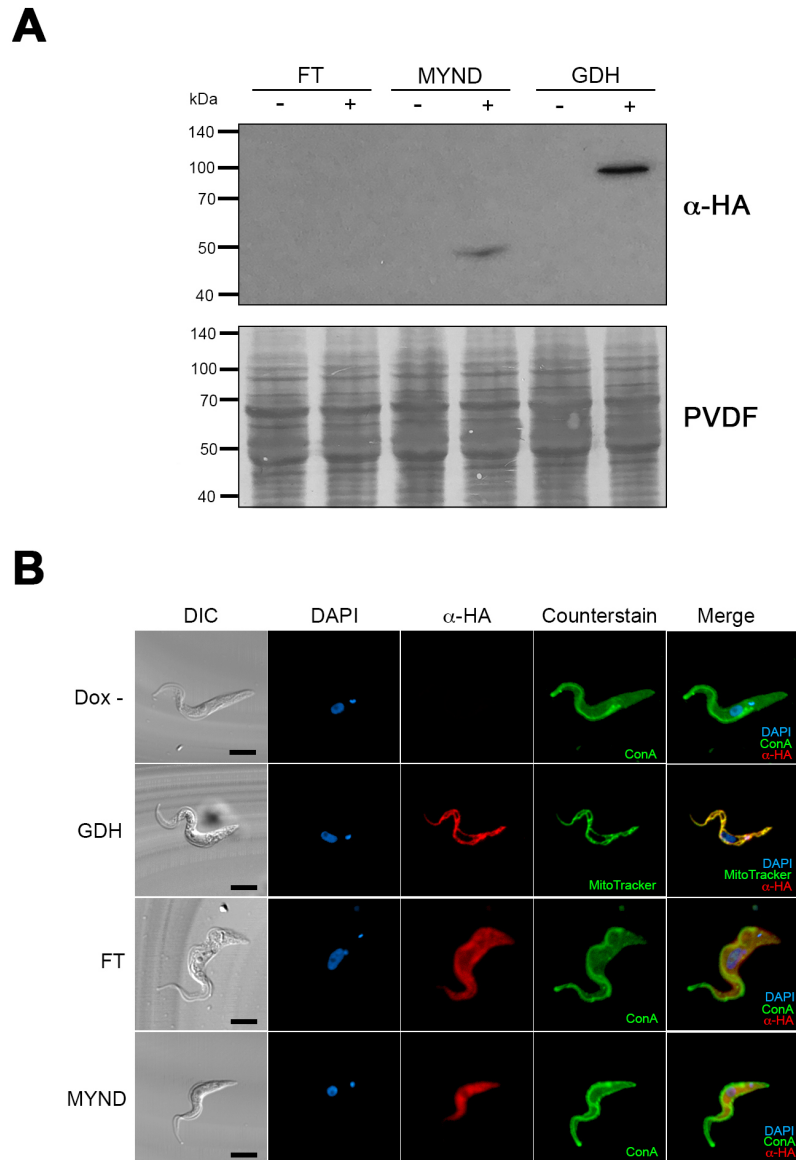 A
FT MYND GDH
kDa - + - + - +
140
100
70
50
40
α-HA
140
100
70
50
40
PVDF
B
DIC DAPI α-HA Counterstain Merge
Dox -
ConA
DAPI
ConA
α-HA
GDH
MitoTracker
DAPI
MitoTracker
α-HA
FT
ConA
DAPI
ConA
α-HA
MYND
ConA
DAPI
ConA
α-HA